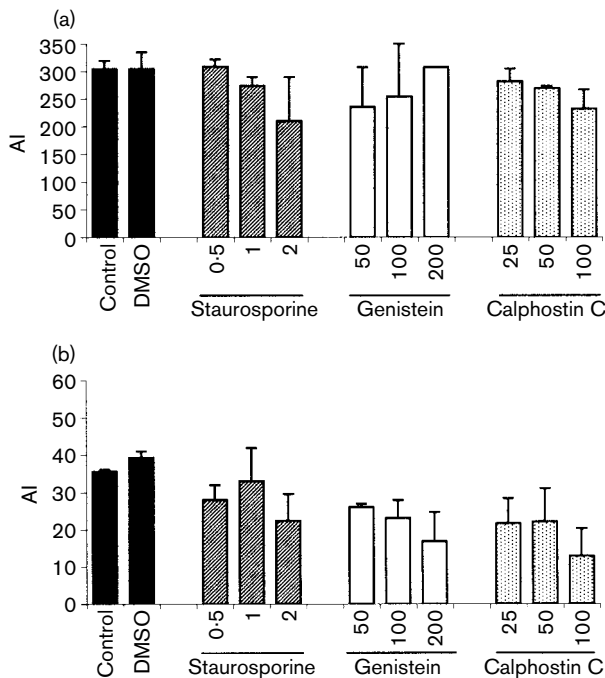 (a)
350
300
250
200
150
100
50
0
AI
Control
DMSO
0·5
1
2
50
100
200
25
50
100
Staurosporine
Genistein
Calphostin C
(b)
60
50
40
30
20
10
0
AI
Control
DMSO
0·5
1
2
50
100
200
25
50
100
Staurosporine
Genistein
Calphostin C